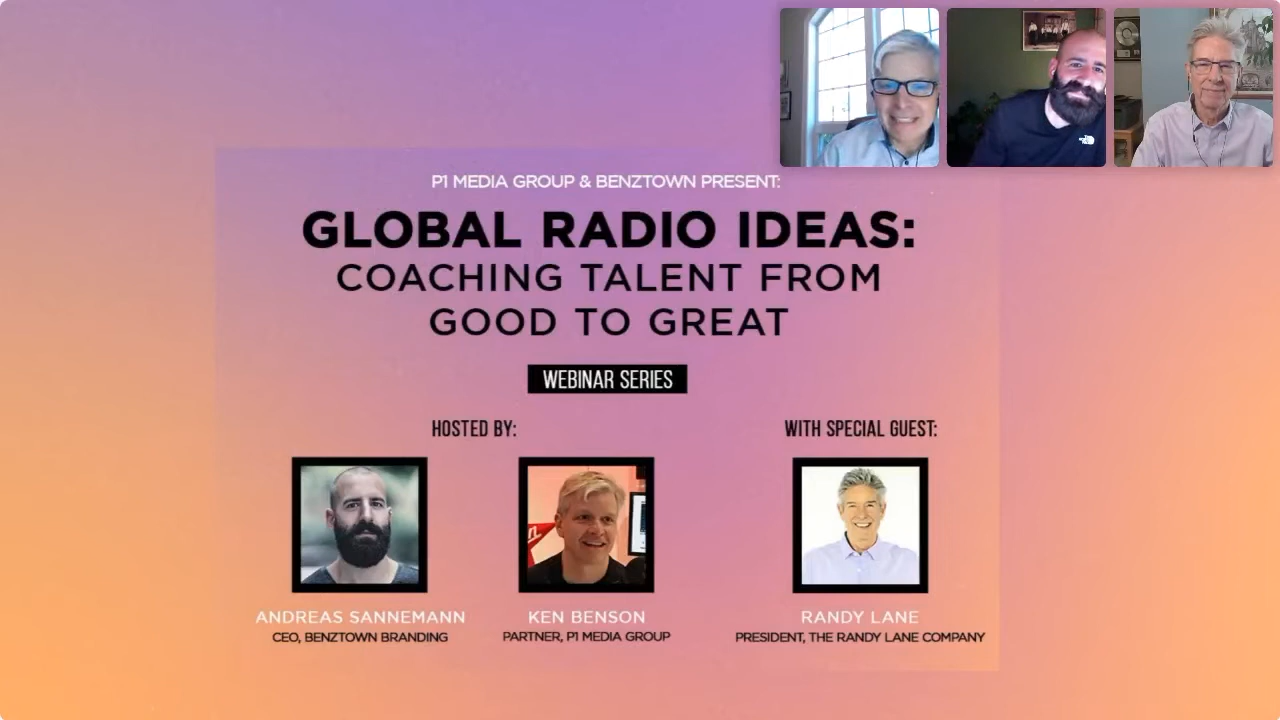 P1 MEDIA GROUP & BENZTOWN PRESENT:
GLOBAL RADIO IDEAS:
COACHING TALENT FROM
GOOD TO GREAT
WEBINAR SERIES
HOSTED BY:
WITH SPECIAL GUEST:
ANDREAS SANNEMANN
CEO, BENZTOWN BRANDING
KEN BENSON
PARTNER, P1 MEDIA GROUP
RANDY LANE
PRESIDENT, THE RANDY LANE COMPANY